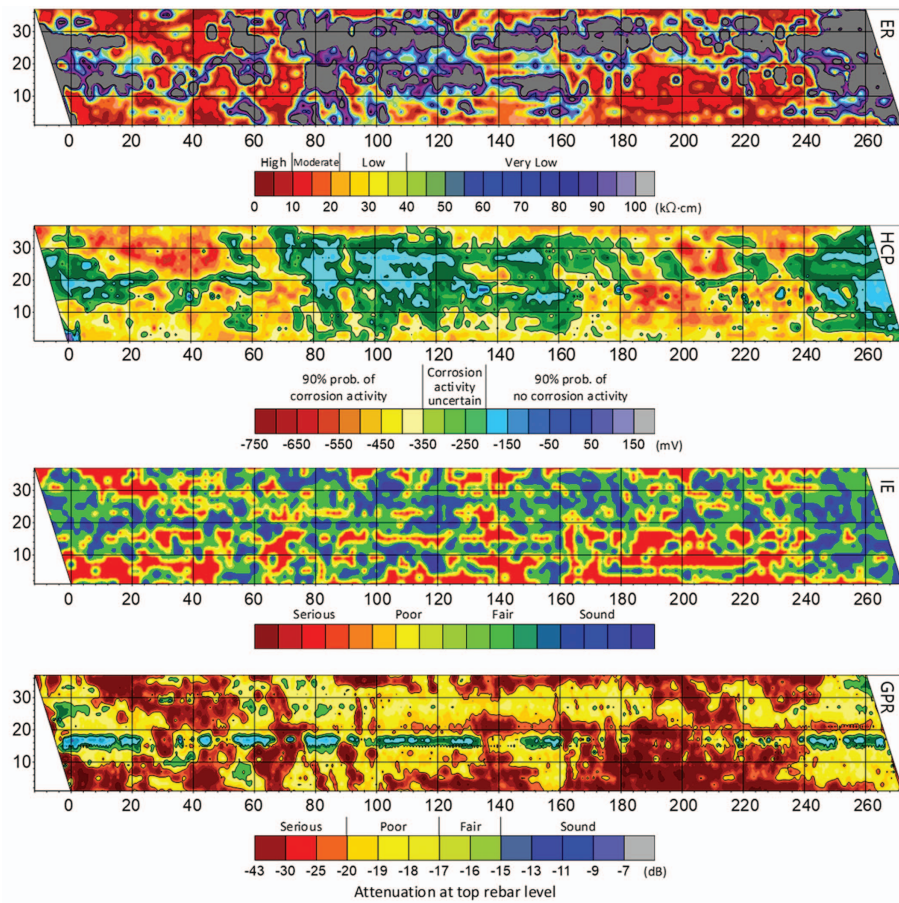 ER
30
20
10
0 20 40 60 80 100 120 140 160 180 200 220 240 260
High Moderate Low Very Low
0 10 20 30 40 50 60 70 80 90 100 (kΩ·cm)
HCP
30
20
10
0 20 40 60 80 100 120 140 160 180 200 220 240 260
90% prob. of corrosion activity
Corrosion activity uncertain
90% prob. of no corrosion activity
-750 -650 -550 -450 -350 -250 -150 -50 50 150 (mV)
IE
30
20
10
0 20 40 60 80 100 120 140 160 180 200 220 240 260
Serious Poor Fair Sound
GPR
30
20
10
0 20 40 60 80 100 120 140 160 180 200 220 240 260
Serious Poor Fair Sound
-43 -30 -25 -20 -19 -18 -17 -16 -15 -13 -11 -9 -7 (dB)
Attenuation at top rebar level